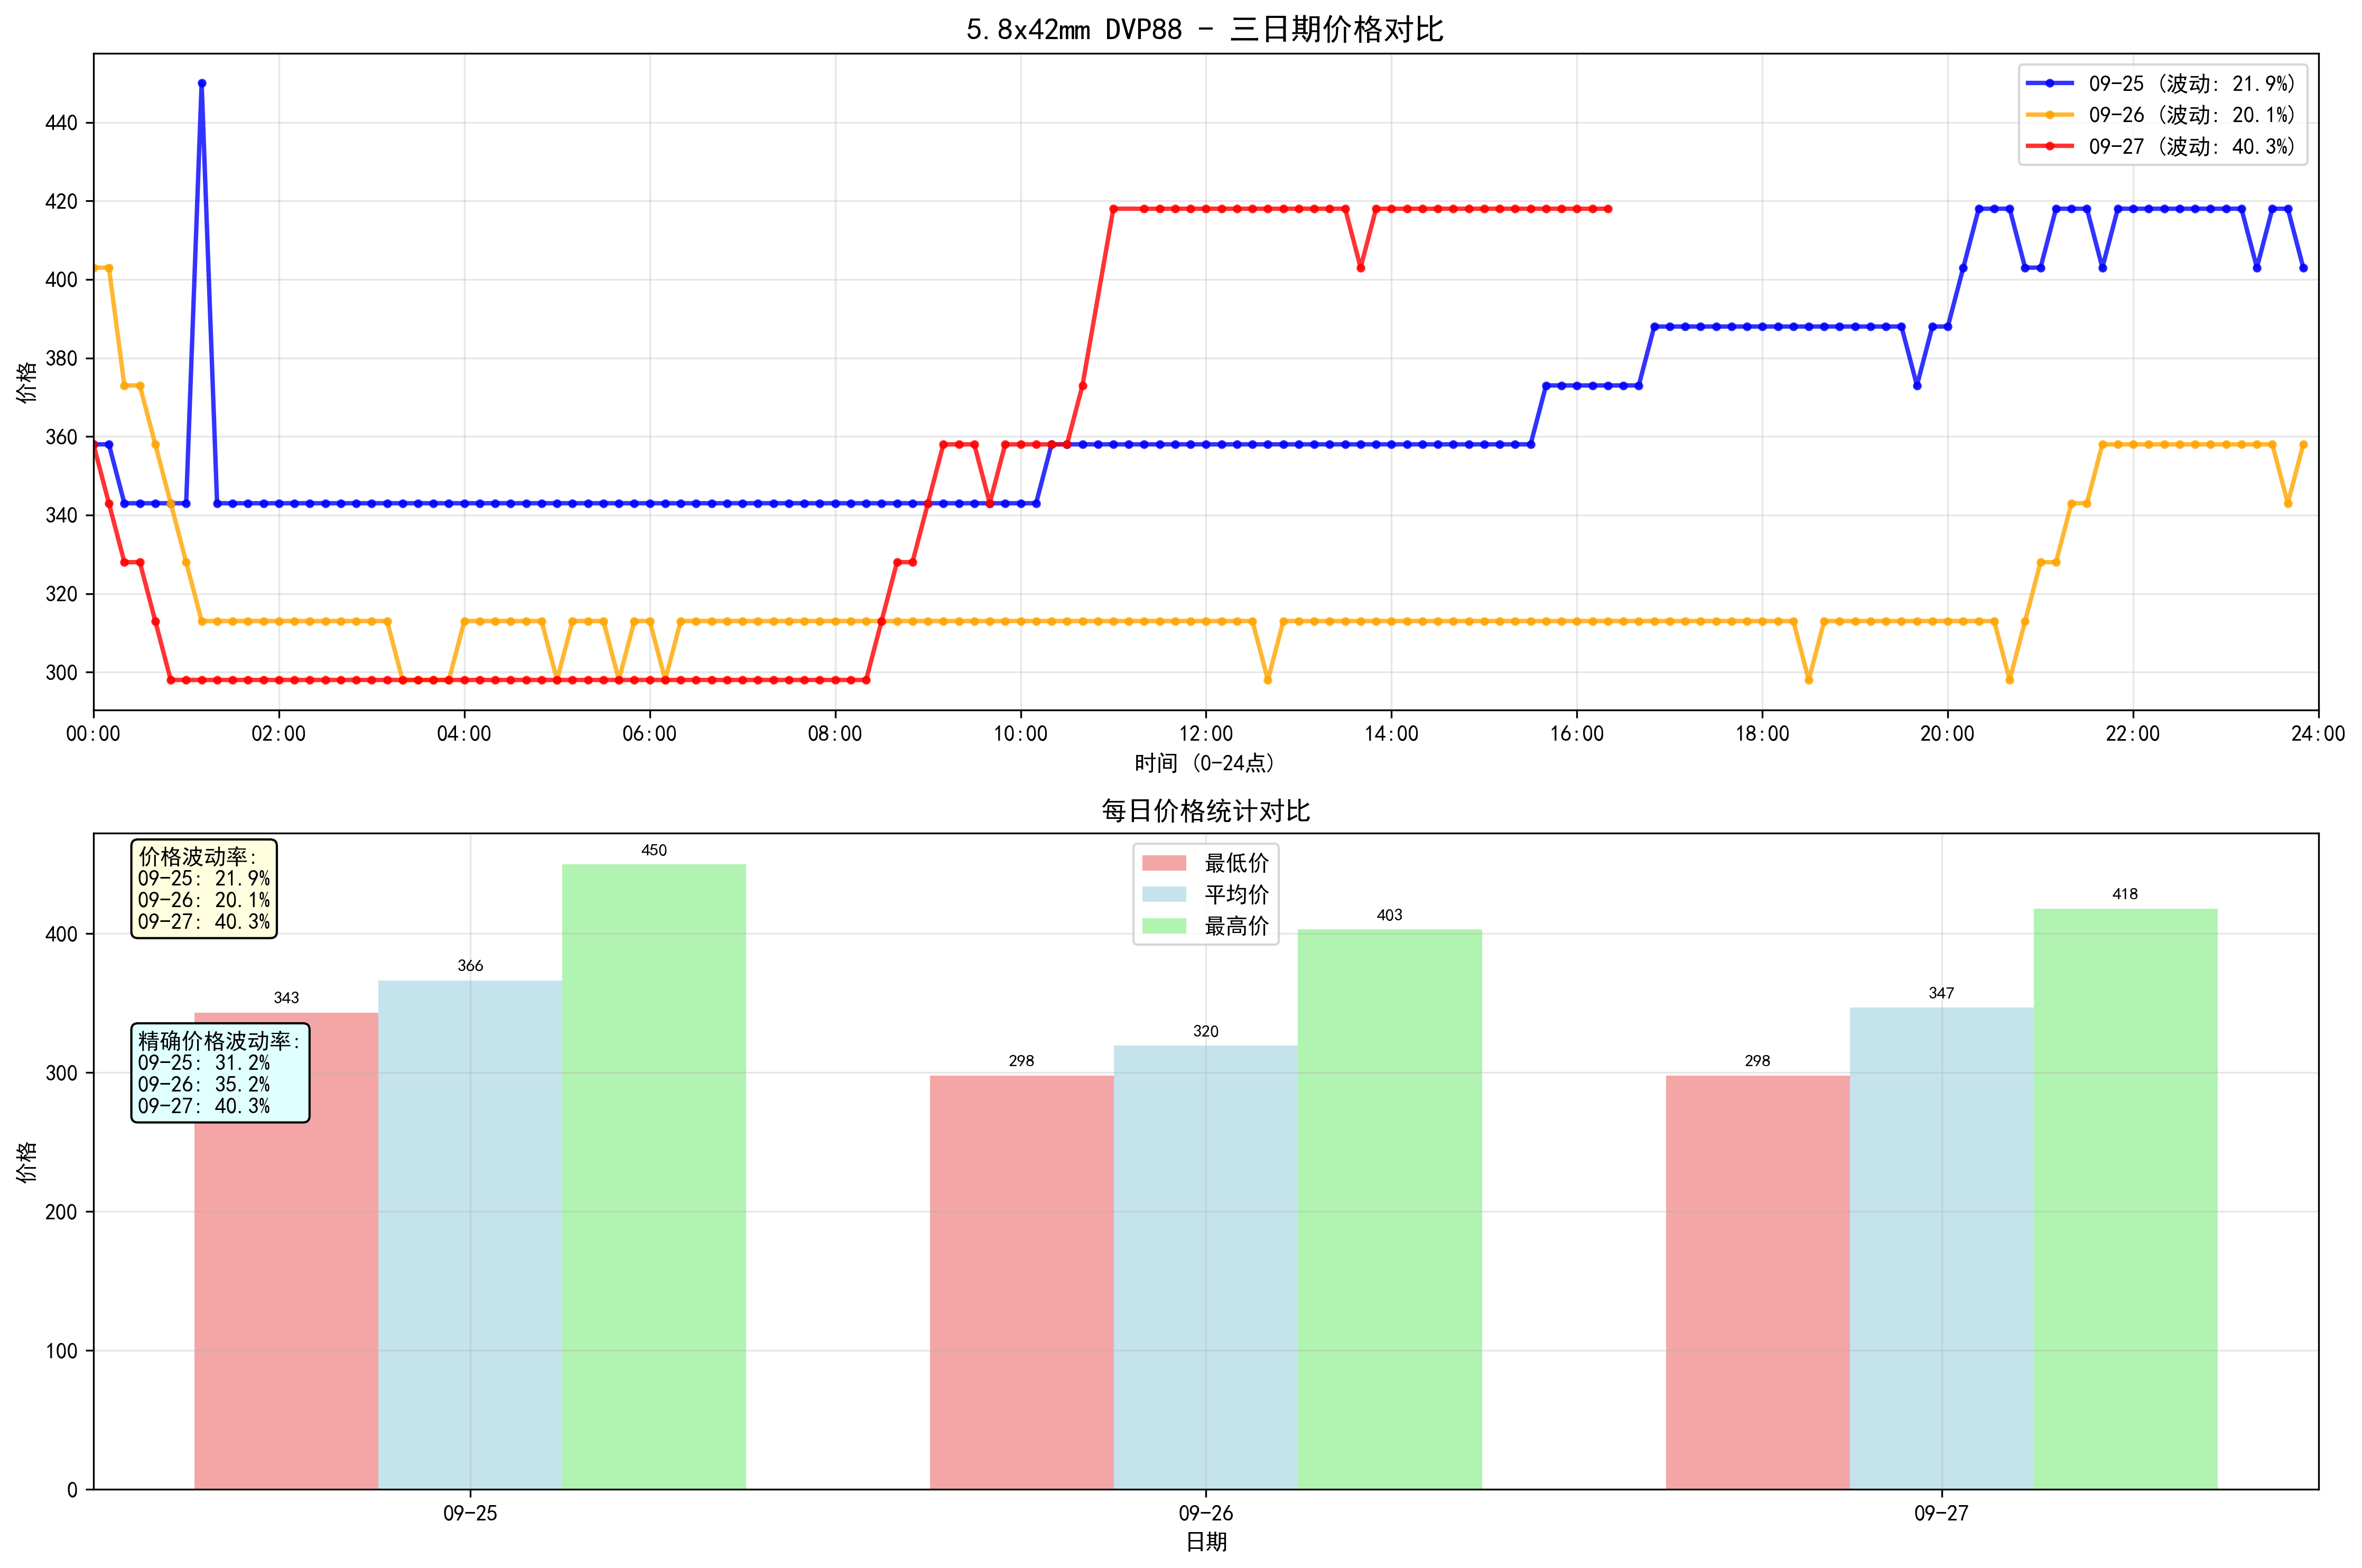 5.8x42mm DVP88 - 三日期价格对比
09-25 (波动: 21.9%)
09-26 (波动: 20.1%)
09-27 (波动: 40.3%)
价格
440
420
400
380
360
340
320
300
00:00 02:00 04:00 06:00 08:00 10:00 12:00 14:00 16:00 18:00 20:00 22:00 24:00
时间 (0-24点)
每日价格统计对比
价格波动率:
09-25: 21.9%
09-26: 20.1%
09-27: 40.3%
精确价格波动率:
09-25: 31.2%
09-26: 35.2%
09-27: 40.3%
最低价
平均价
最高价
343
366
450
298
320
403
298
347
418
价格
400
300
200
100
0
09-25 09-26 09-27
日期